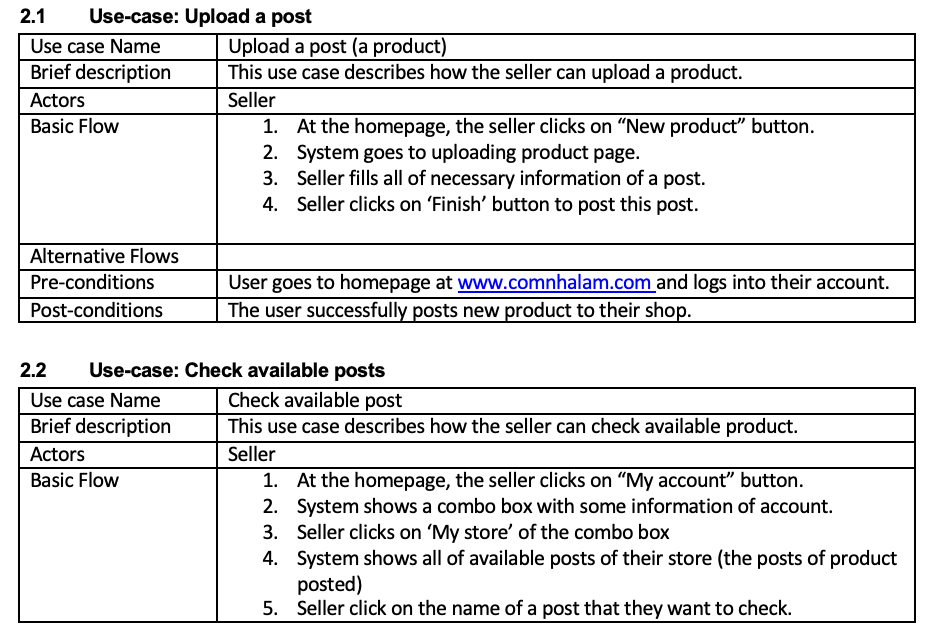 2.1 Use-case: Upload a post
Use case Name Upload a post (a product)
Brief description This use case describes how the seller can upload a product.
Actors Seller
Basic Flow 1. At the homepage, the seller clicks on “New product” button.
2. System goes to uploading product page.
3. Seller fills all of necessary information of a post.
4. Seller clicks on ‘Finish’ button to post this post.
Alternative Flows
Pre-conditions User goes to homepage at www.comnhalam.com and logs into their account.
Post-conditions The user successfully posts new product to their shop.
2.2 Use-case: Check available posts
Use case Name Check available post
Brief description This use case describes how the seller can check available product.
Actors Seller
Basic Flow 1. At the homepage, the seller clicks on “My account” button.
2. System shows a combo box with some information of account.
3. Seller clicks on ‘My store’ of the combo box
4. System shows all of available posts of their store (the posts of product
posted)
5. Seller click on the name of a post that they want to check.